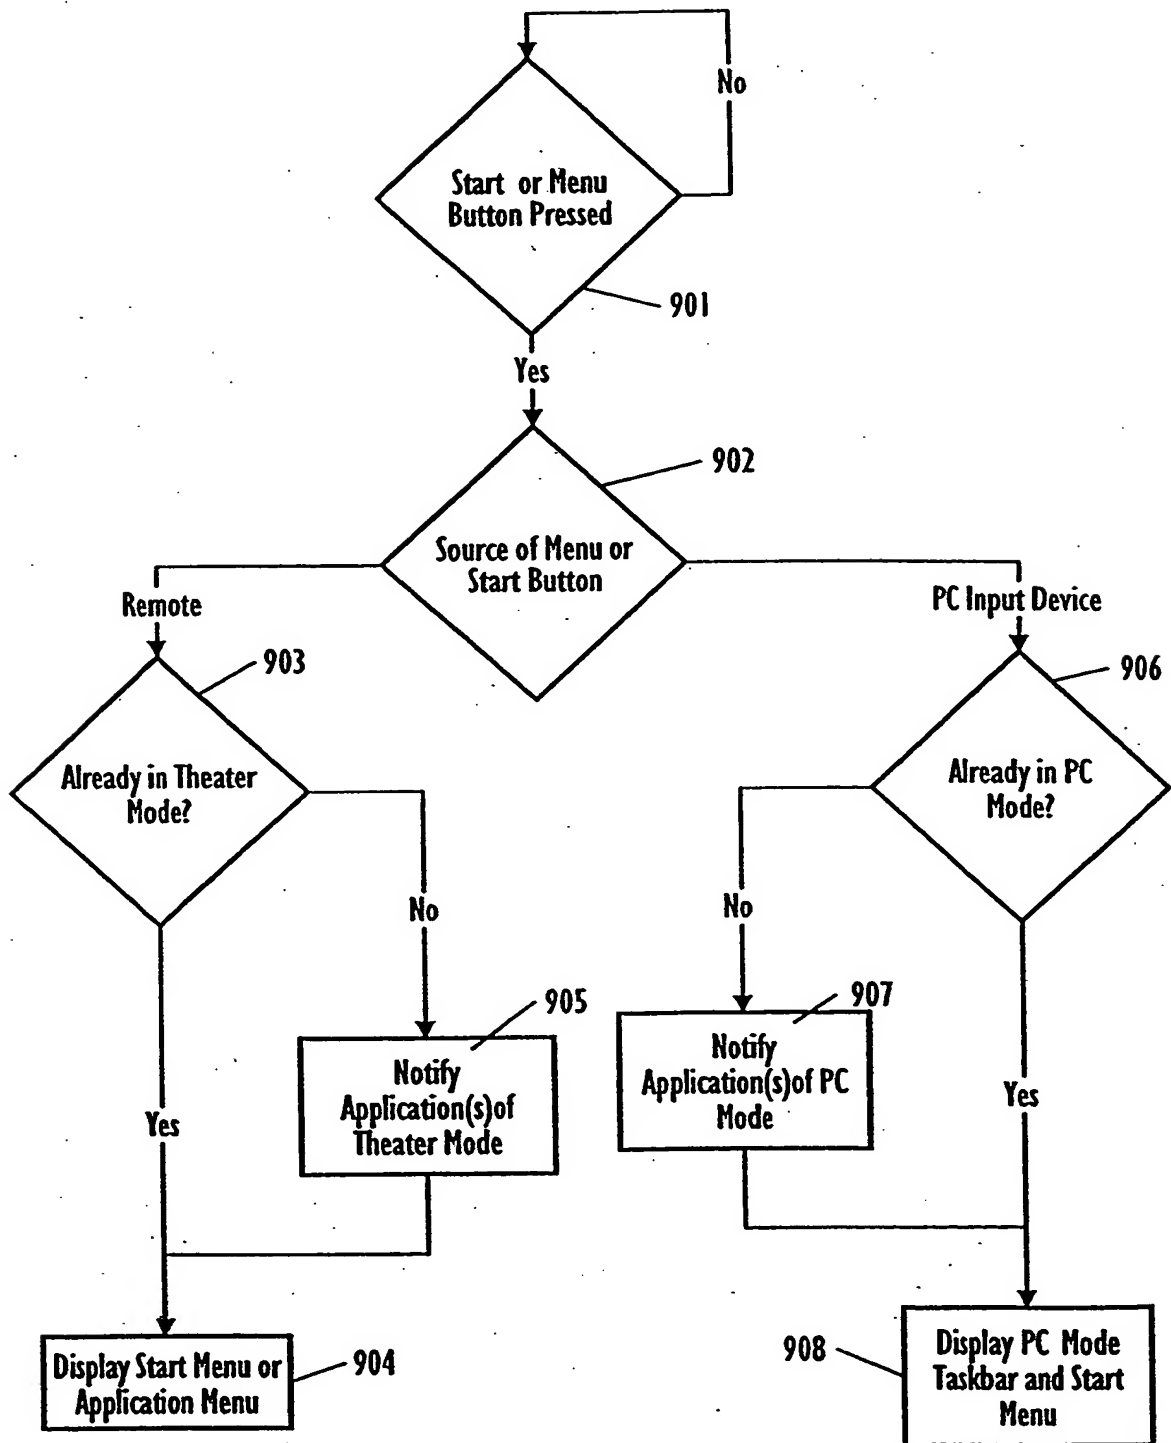 No
Start or Menu
Button Pressed
901
Yes
902
Source of Menu or
Start Button
Remote
PC Input Device
903
906
Already in Theater
Mode?
Already in PC
Mode?
No
No
905
907
Notify
Application(s)of
Theater Mode
Notify
Application(s)of PC
Mode
Yes
Yes
Display Start Menu or
Application Menu
904
908
Display PC Mode
Taskbar and Start
Menu